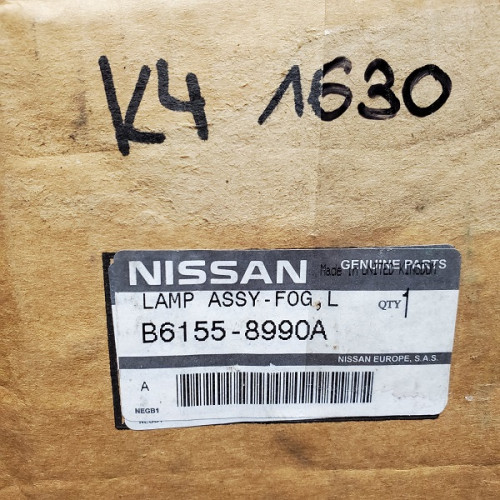 K4 1630
NISSAN GENUINE PARTS
Made in UNITED KINGDOM
LAMP ASSY-FOG,L QTY 1
B6155-8990A
NISSAN EUROPE, S.A.S.
A
NEGB1
NEGB1